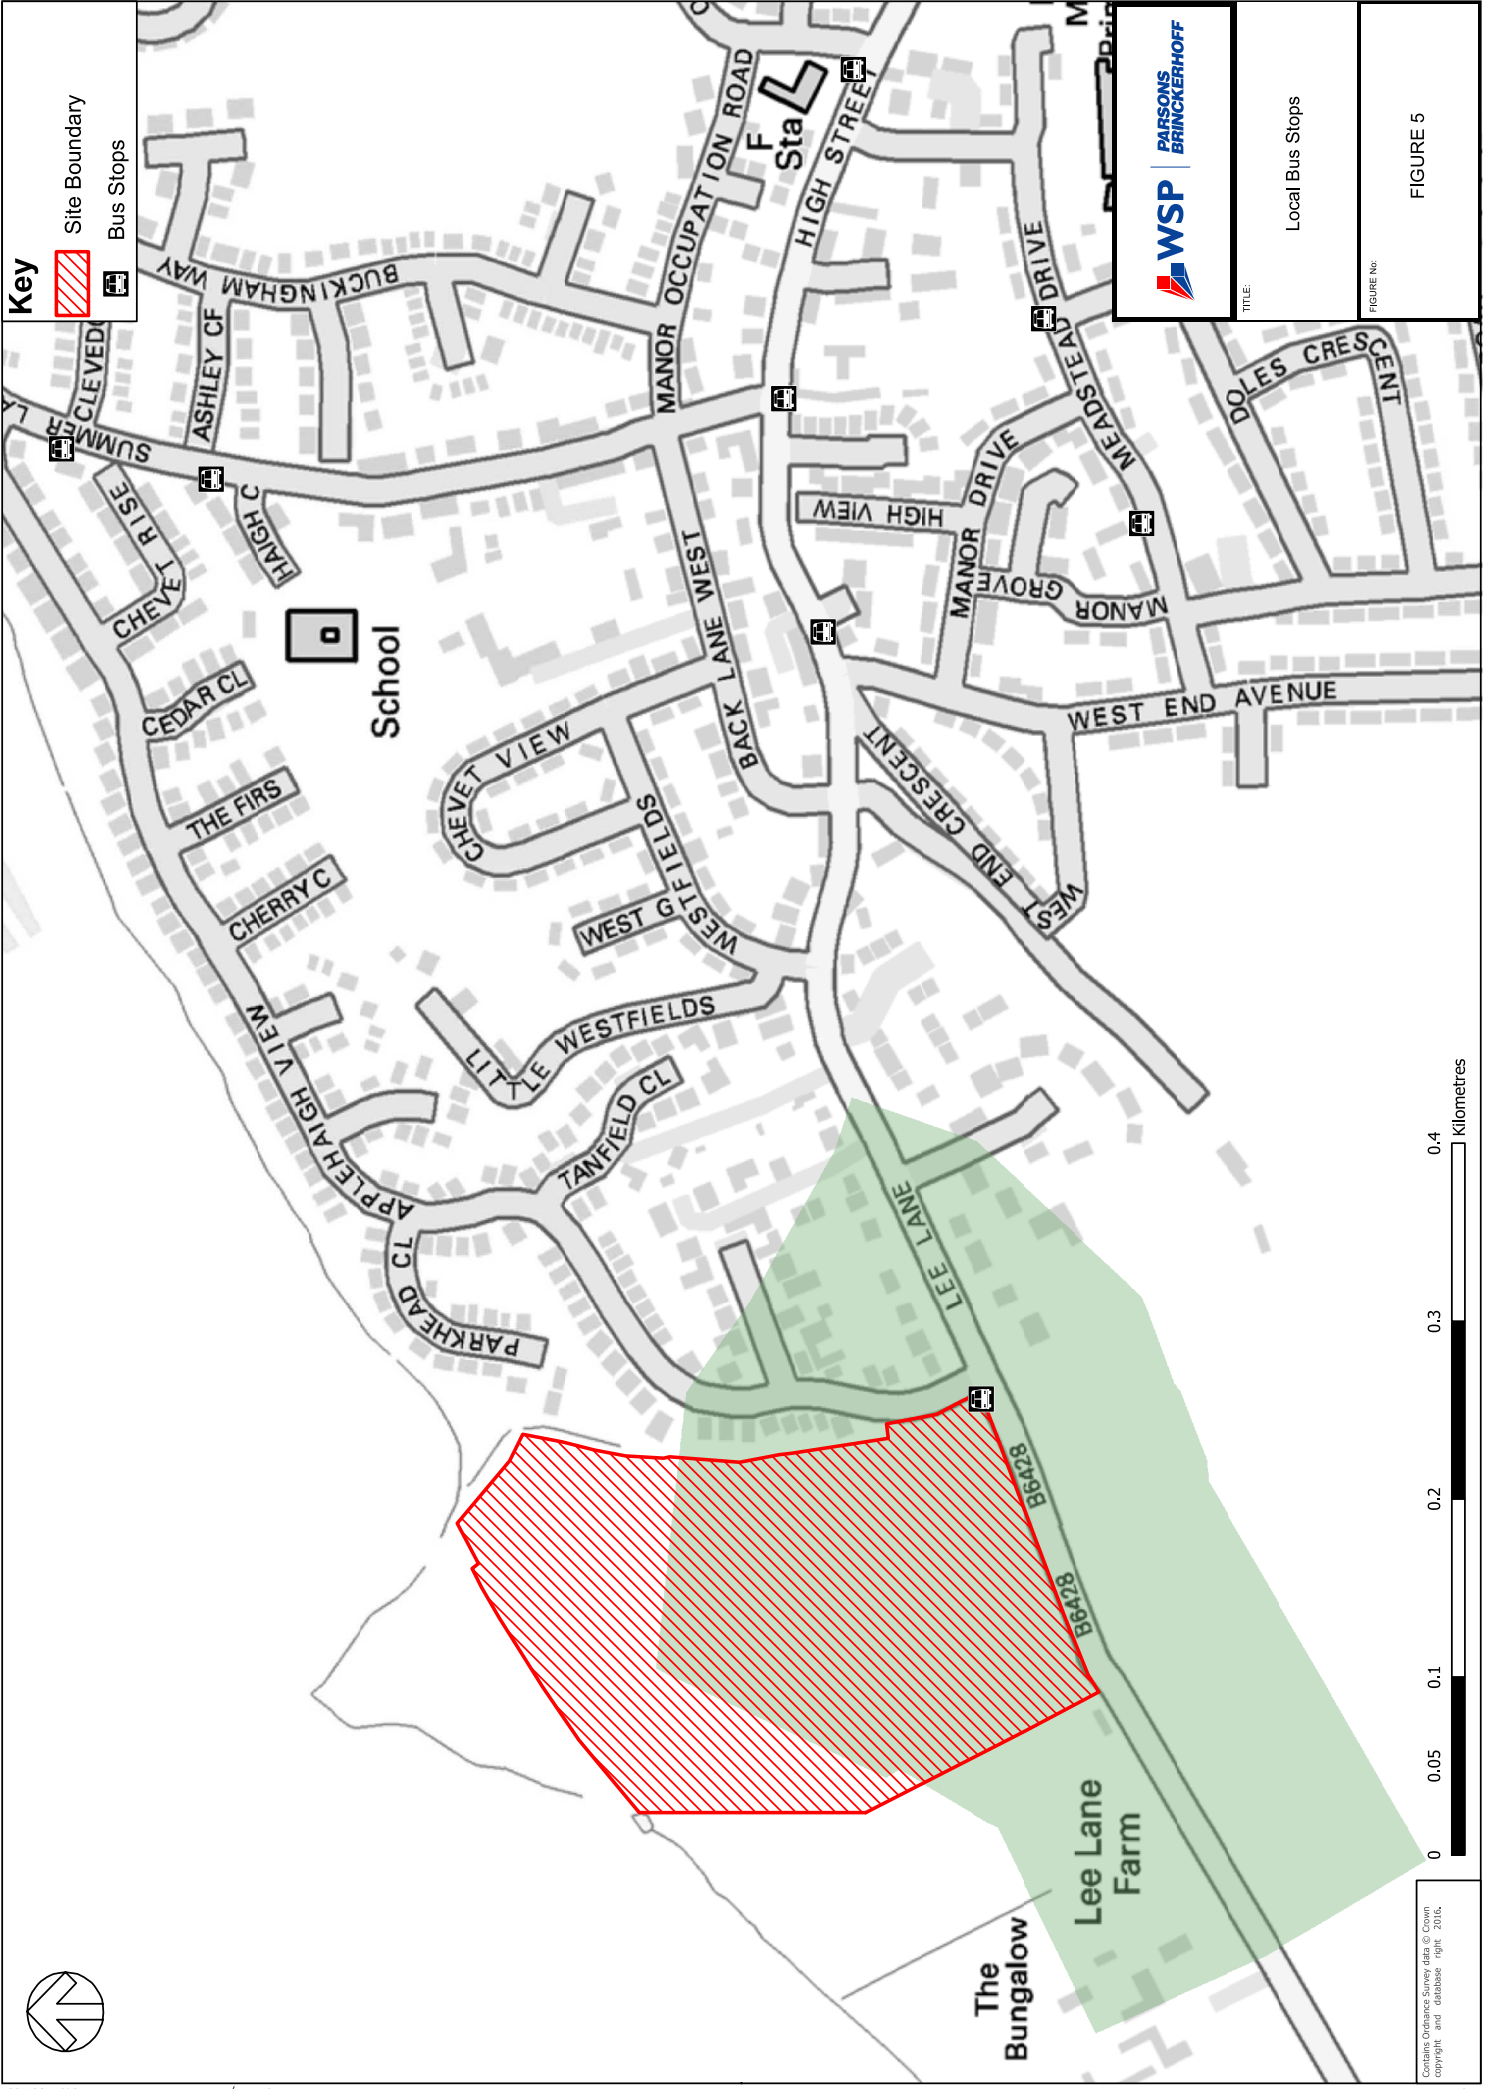 Key
Site Boundary
Bus Stops
WSP | PARSONS
BRINCKERHOFF
TITLE:
Local Bus Stops
FIGURE No:
FIGURE 5
SUMMER LA
CLEVEDO
ASHLEY CF
BUCKINGHAM WAY
CHEVET RISE
HAIGH C
CEDAR CL
THE FIRS
CHERRY C
APPLEHAIGH VIEW
PARKHEAD CL
TANFIELD CL
LITTLE WESTFIELDS
WEST G
WESTFIELDS
CHEVET VIEW
School
BACK LANE WEST
MANOR OCCUPATION ROAD
F
Sta
HIGH STREET
HIGH VIEW
MANOR DRIVE
MANOR GROVE
MEADSTEAD DRIVE
DOLES CRESCENT
WEST END AVENUE
WEST END CRESCENT
LEE LANE
B6428
B6428
Lee Lane
Farm
The
Bungalow
0
0.05
0.1
0.2
0.3
0.4
Kilometres
Contains Ordnance Survey data © Crown
copyright and database right 2016.